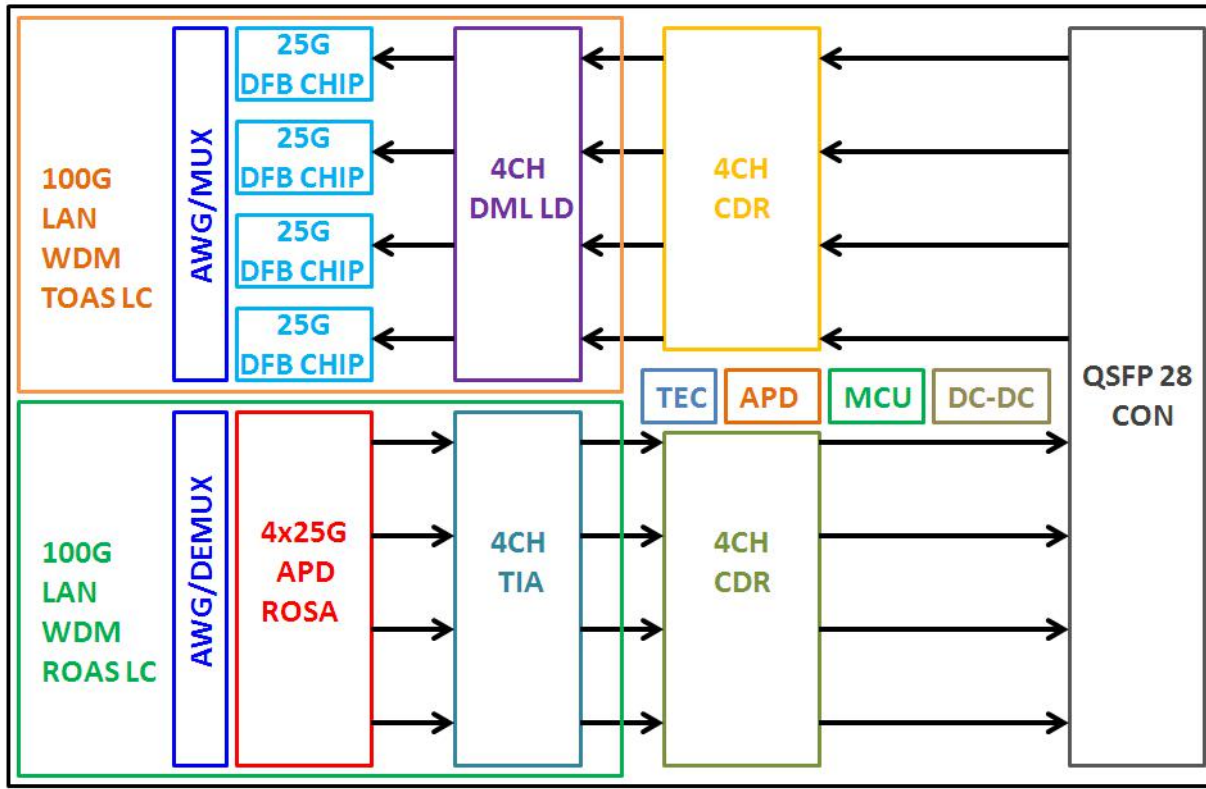 100G
LAN
WDM
TOAS LC
AWG/MUX
25G
DFB CHIP
25G
DFB CHIP
25G
DFB CHIP
25G
DFB CHIP
4CH
DML LD
4CH
CDR
QSFP 28
CON
TEC
APD
MCU
DC-DC
100G
LAN
WDM
ROAS LC
AWG/DEMUX
4x25G
APD
ROSA
4CH
TIA
4CH
CDR